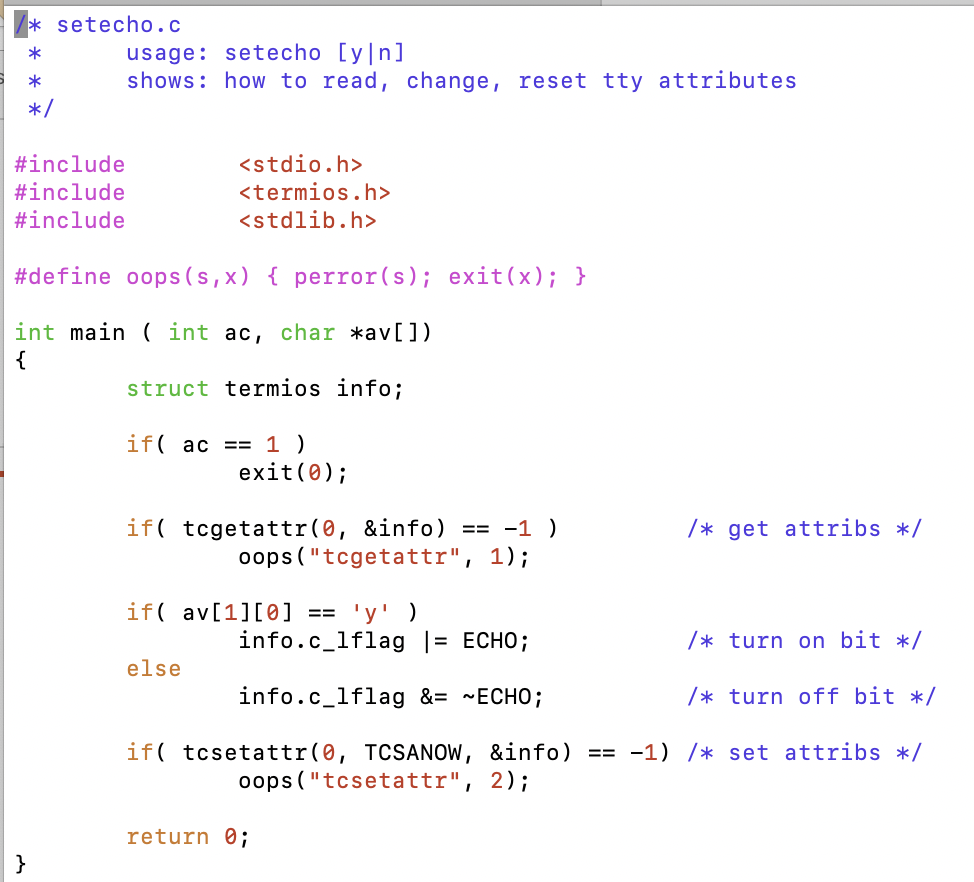 /* setecho.c
 *      usage: setecho [y|n]
 *      shows: how to read, change, reset tty attributes
 */

#include        <stdio.h>
#include        <termios.h>
#include        <stdlib.h>

#define oops(s,x) { perror(s); exit(x); }

int main ( int ac, char *av[])
{
        struct termios info;

        if( ac == 1 )
                exit(0);

        if( tcgetattr(0, &info) == -1 )         /* get attribs */
                oops("tcgetattr", 1);

        if( av[1][0] == 'y' )
                info.c_lflag |= ECHO;           /* turn on bit */
        else
                info.c_lflag &= ~ECHO;          /* turn off bit */

        if( tcsetattr(0, TCSANOW, &info) == -1) /* set attribs */
                oops("tcsetattr", 2);

        return 0;
}